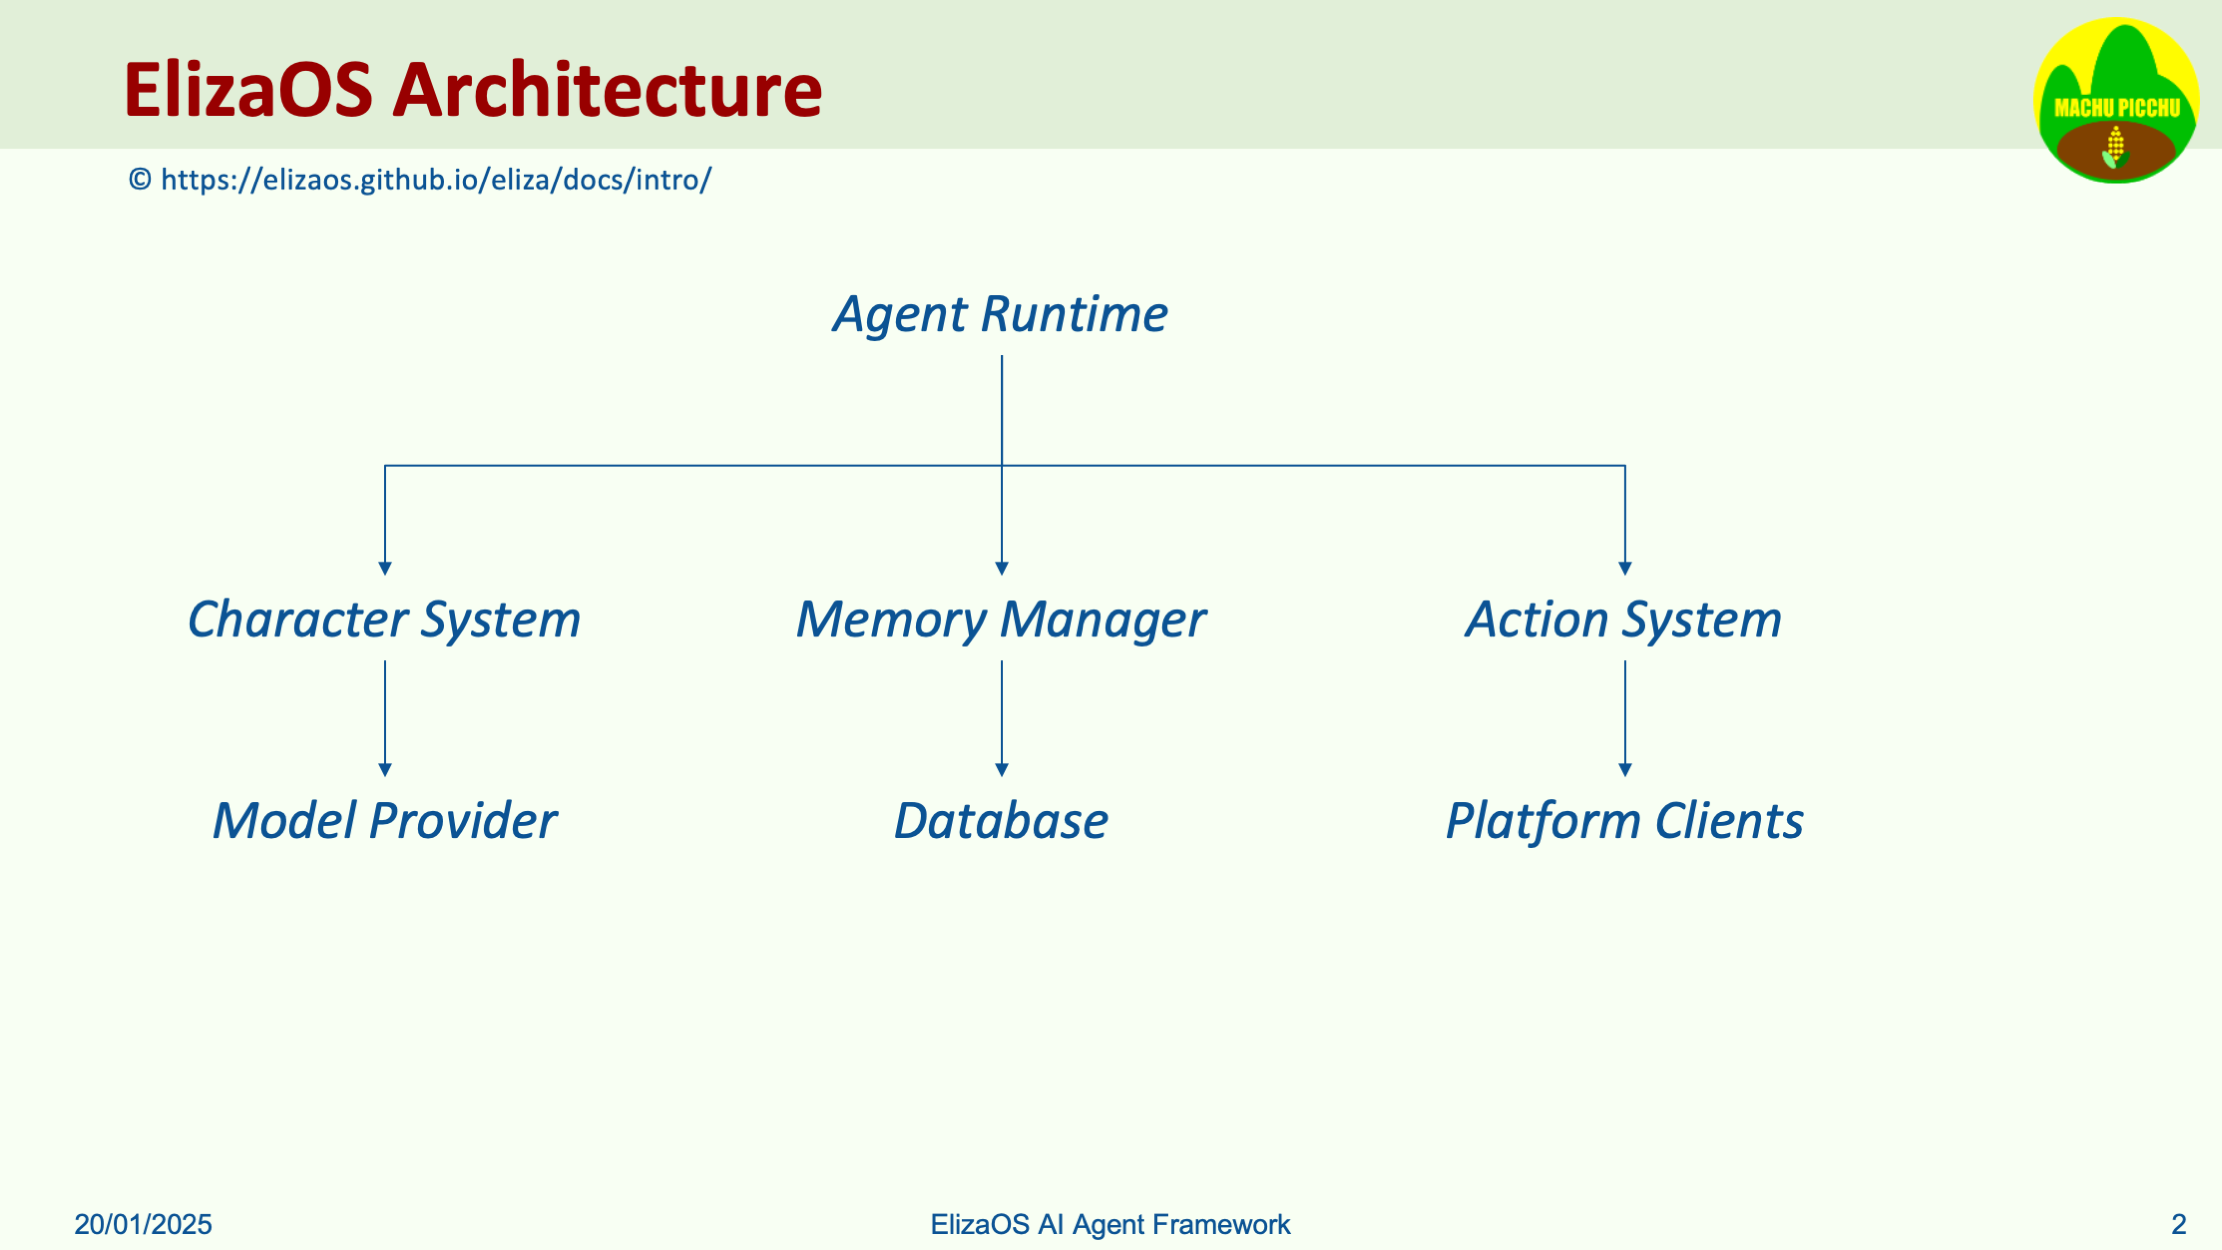 ElizaOS Architecture
MACHU PICCHU
© https://elizaos.github.io/eliza/docs/intro/
Agent Runtime
Character System
Memory Manager
Action System
Model Provider
Database
Platform Clients
20/01/2025
ElizaOS AI Agent Framework
2